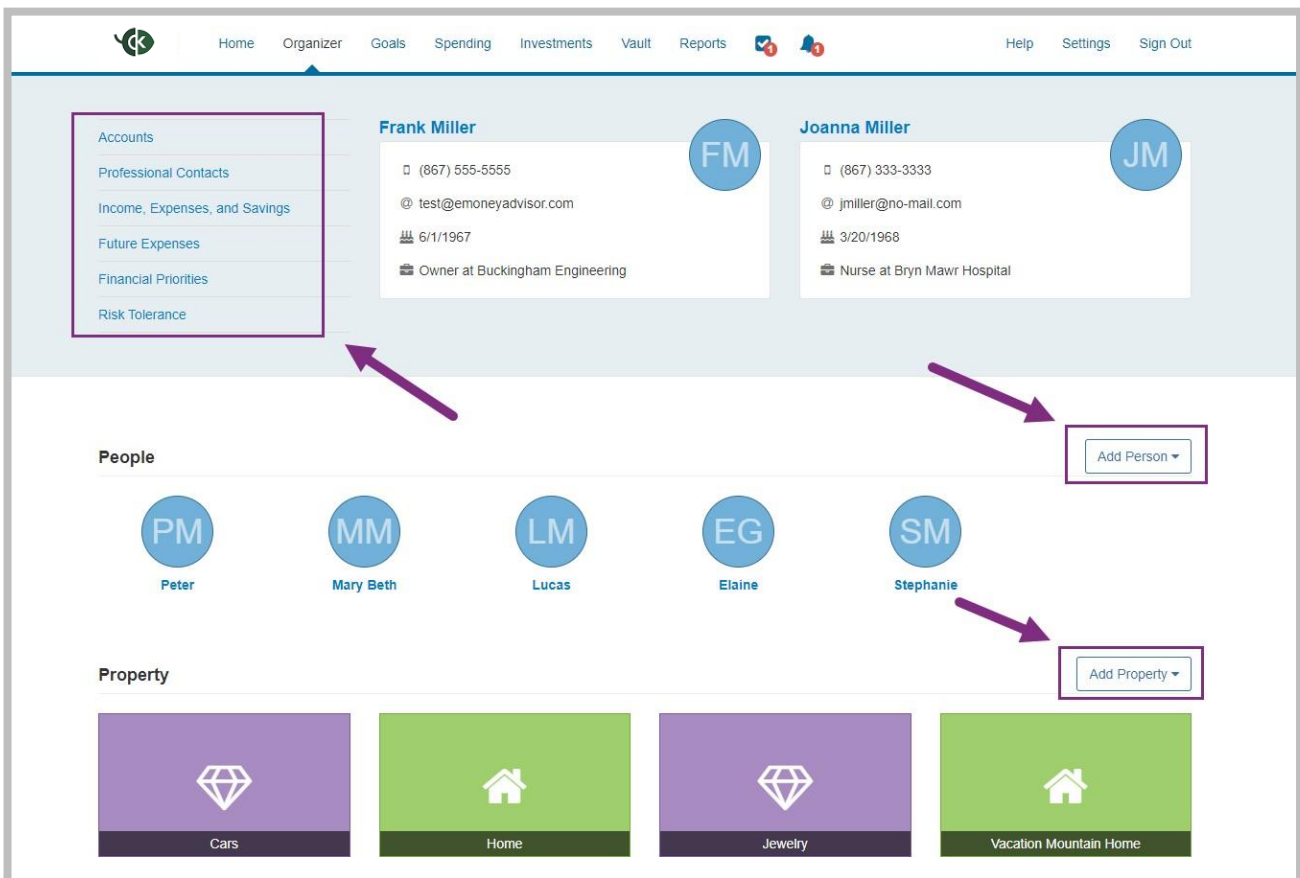 CK
Home Organizer Goals Spending Investments Vault Reports 1 1 Help Settings Sign Out
Accounts
Professional Contacts
Income, Expenses, and Savings
Future Expenses
Financial Priorities
Risk Tolerance
Frank Miller
FM
(867) 555-5555
@ test@emoneyadvisor.com
6/1/1967
Owner at Buckingham Engineering
Joanna Miller
JM
(867) 333-3333
@ jmiller@no-mail.com
3/20/1968
Nurse at Bryn Mawr Hospital
People
Add Person
PM MM LM EG SM
Peter Mary Beth Lucas Elaine Stephanie
Property
Add Property
Cars Home Jewelry Vacation Mountain Home